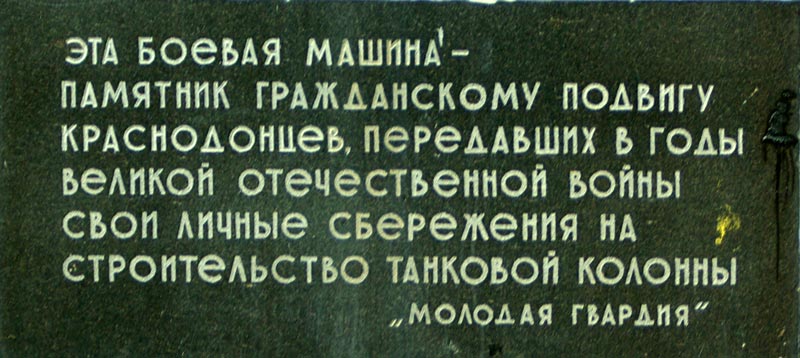 ЭТА БОЕВАЯ МАШИНА –
ПАМЯТНИК ГРАЖДАНСКОМУ ПОДВИГУ
КРАСНОДОНЦЕВ, ПЕРЕДАВШИХ В ГОДЫ
ВЕЛИКОЙ ОТЕЧЕСТВЕННОЙ ВОЙНЫ
СВОИ ЛИЧНЫЕ СБЕРЕЖЕНИЯ НА
СТРОИТЕЛЬСТВО ТАНКОВОЙ КОЛОННЫ
„МОЛОДАЯ ГВАРДИЯ“